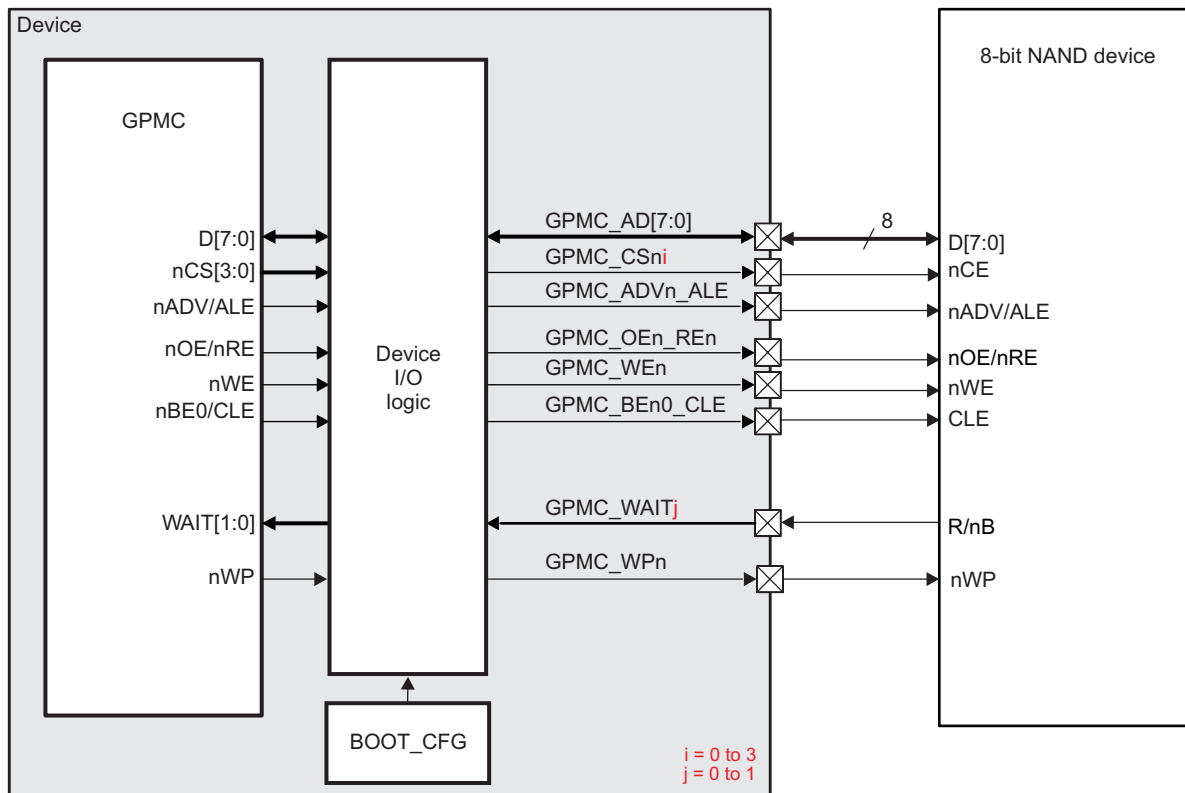 Device
GPMC
D[7:0]
nCS[3:0]
nADV/ALE
nOE/nRE
nWE
nBE0/CLE
WAIT[1:0]
nWP
Device
I/O
logic
BOOT_CFG
GPMC_AD[7:0]
GPMC_CSni
GPMC_ADVn_ALE
GPMC_OEn_REn
GPMC_WEn
GPMC_BEn0_CLE
GPMC_WAITj
GPMC_WPn
i = 0 to 3
j = 0 to 1
8
8-bit NAND device
D[7:0]
nCE
nADV/ALE
nOE/nRE
nWE
CLE
R/nB
nWP